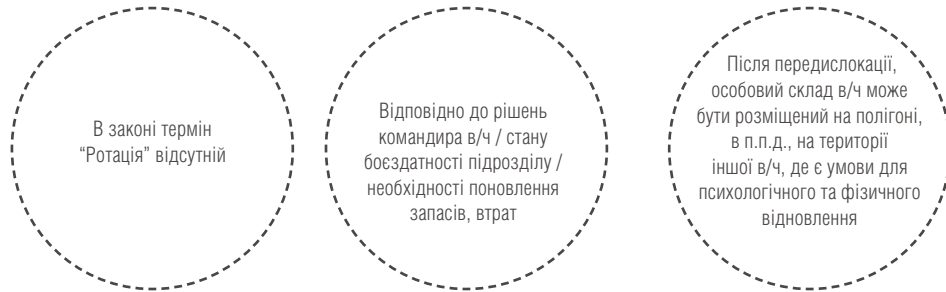 В законі термін
“Ротація” відсутній
Відповідно до рішень
командира в/ч / стану
боєздатності підрозділу /
необхідності поновлення
запасів, втрат
Після передислокації,
особовий склад в/ч може
бути розміщений на полігоні,
в п.п.д., на території
іншої в/ч, де є умови для
психологічного та фізичного
відновлення